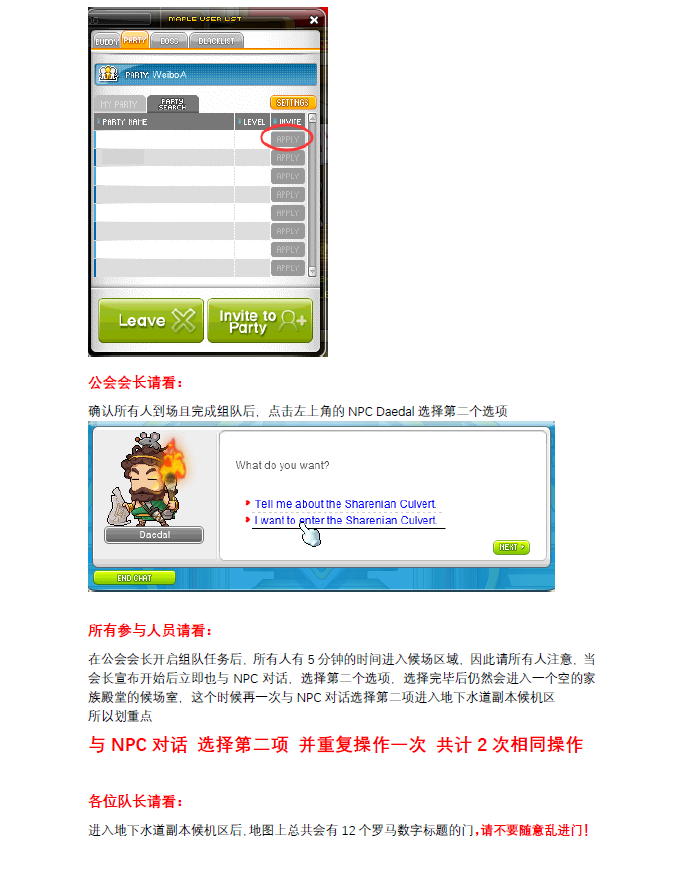 MAPLE USER LIST
BUDDY PARTY BOSS BLACKLIST
PARTY: WeiboA
MY PARTY PARTY SEARCH SETTINGS
PARTY NAME LEVEL INVITE
APPLY
APPLY
APPLY
APPLY
APPLY
APPLY
APPLY
APPLY
Leave Invite to Party
公会会长请看：
确认所有人到场且完成组队后，点击左上角的 NPC Daedal 选择第二个选项
What do you want?
Tell me about the Sharenian Culvert.
I want to enter the Sharenian Culvert.
Daedal
NEXT >
END CHAT
所有参与人员请看：
在公会会长开启组队任务后，所有人有 5 分钟的时间进入候场区域，因此请所有人注意，当
会长宣布开始后立即也与 NPC 对话，选择第二个选项，选择完毕后仍然会进入一个空的家
族殿堂的候场室，这个时候再一次与 NPC 对话选择第二项进入地下水道副本候机区
所以划重点
与 NPC 对话 选择第二项 并重复操作一次 共计 2 次相同操作
各位队长请看：
进入地下水道副本候机区后，地图上总共会有 12 个罗马数字标题的门，请不要随意乱进门！